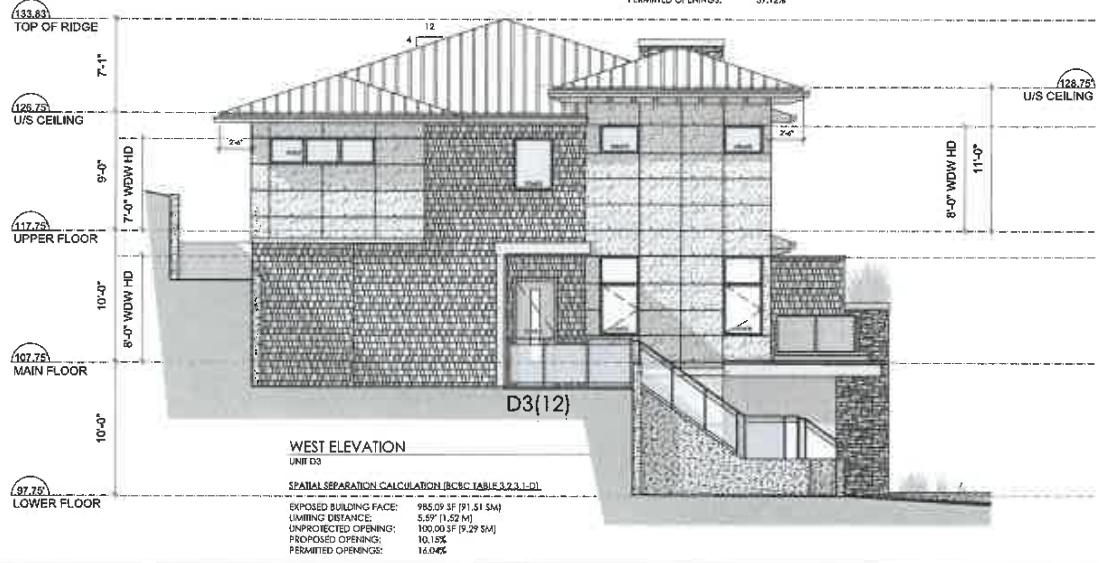 PERMITTED OPENINGS: 37.12%
133.83'
TOP OF RIDGE
12
4
7'-1"
126.75'
U/S CEILING
128.75'
U/S CEILING
2'-6"
2'-6"
9'-0"
7'-0" WDW HD
8'-0" WDW HD
11'-0"
117.75'
UPPER FLOOR
10'-0"
8'-0" WDW HD
107.75'
MAIN FLOOR
D3(12)
10'-0"
WEST ELEVATION
UNIT D3
SPATIAL SEPARATION CALCULATION (BCBC TABLE 3.2.3.1-D)
97.75'
LOWER FLOOR
EXPOSED BUILDING FACE: 985.09 SF (91.51 SM)
LIMITING DISTANCE: 5.59' (1.52 M)
UNPROTECTED OPENING: 100.00 SF (9.29 SM)
PROPOSED OPENING: 10.15%
PERMITTED OPENINGS: 16.04%